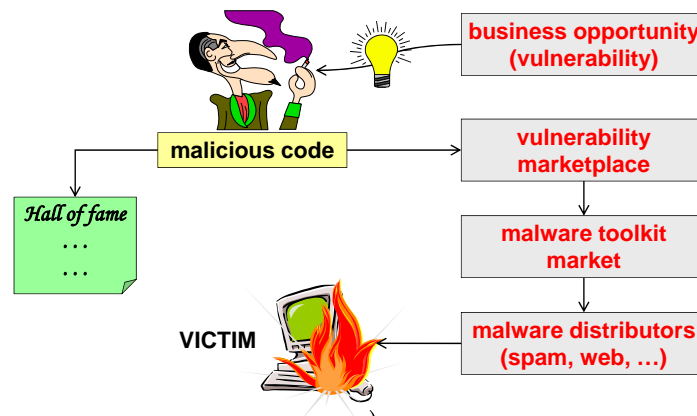 business opportunity
(vulnerability)
malicious code
vulnerability
marketplace
Hall of fame
...
...
malware toolkit
market
VICTIM
malware distributors
(spam, web, ...)